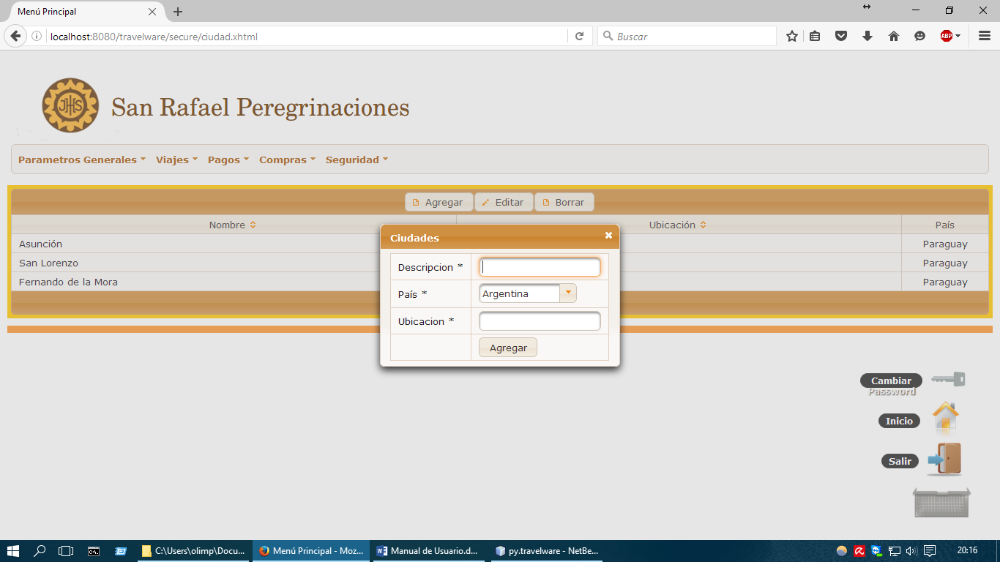 Menú Principal
localhost:8080/travelware/secure/ciudad.xhtml
Buscar
ABP
JHS
San Rafael Peregrinaciones
Parametros Generales Viajes Pagos Compras Seguridad
Agregar Editar Borrar
Nombre Ubicación País
Asunción Paraguay
San Lorenzo Paraguay
Fernando de la Mora Paraguay
Ciudades
Descripcion *
País * Argentina
Ubicacion *
Agregar
Cambiar
Password
Inicio
Salir
C:\Users\olimp\Docu...
Menú Principal - Moz...
Manual de Usuario.d...
py.travelware - NetBe...
20:16